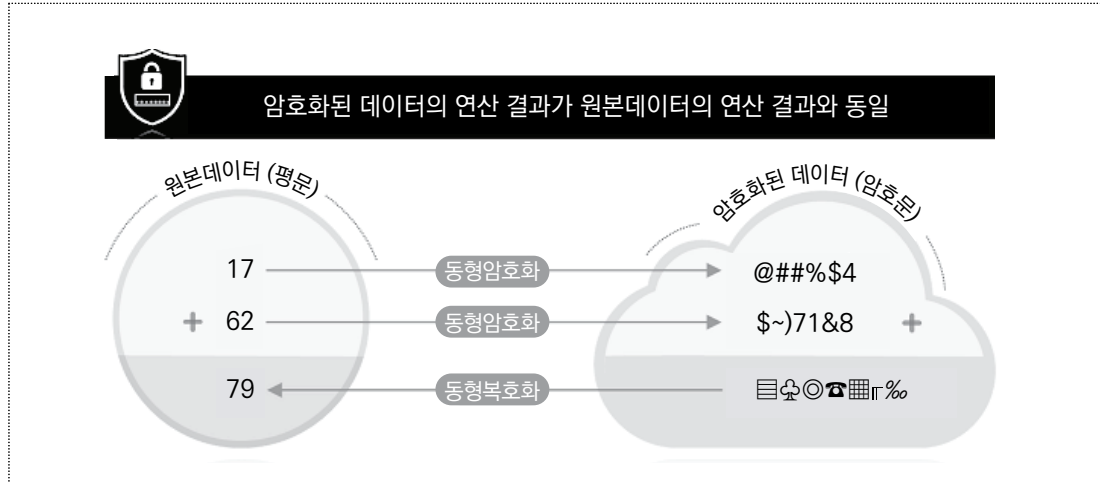 암호화된 데이터의 연산 결과가 원본데이터의 연산 결과와 동일
원본데이터 (평문)
암호화된 데이터 (암호문)
17 동형암호화 @##%$4
+ 62 동형암호화 $~)71&8 +
79 동형복호화 ▤♧◎☎▦╓‰